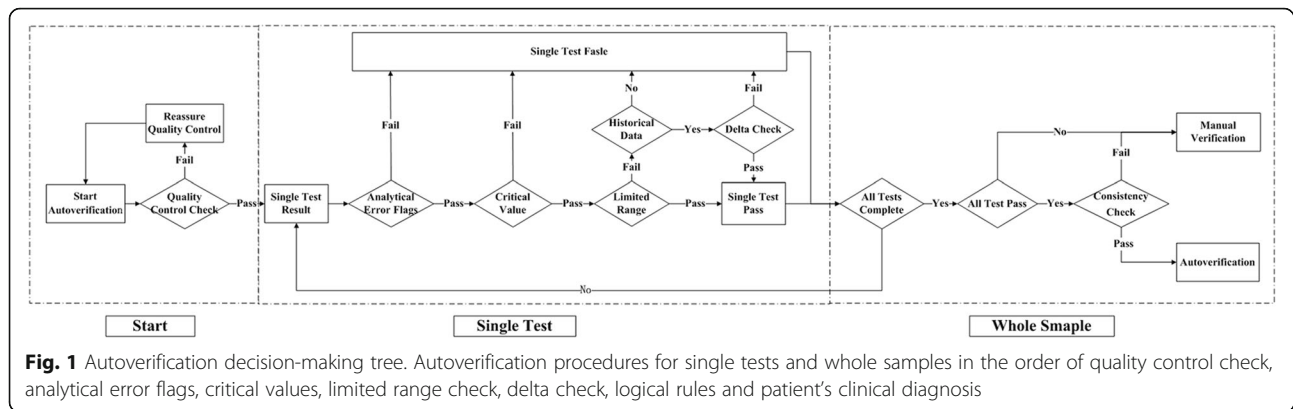 Single Test Fasle
Reassure
Quality Control
No
Fail
Fail
Fail
Historical
Data
Yes
Delta Check
No
Manual
Verification
Fail
Fail
Fail
Pass
Start
Autoverification
Quality
Control Check
Pass
Single Test
Result
Analytical
Error Flags
Pass
Critical
Value
Pass
Limited
Range
Pass
Single Test
Pass
All Tests
Complete
Yes
All Test Pass
Yes
Consistency
Check
Pass
Autoverification
No
Start
Single Test
Whole Smaple
Fig. 1 Autoverification decision-making tree. Autoverification procedures for single tests and whole samples in the order of quality control check,
analytical error flags, critical values, limited range check, delta check, logical rules and patient's clinical diagnosis